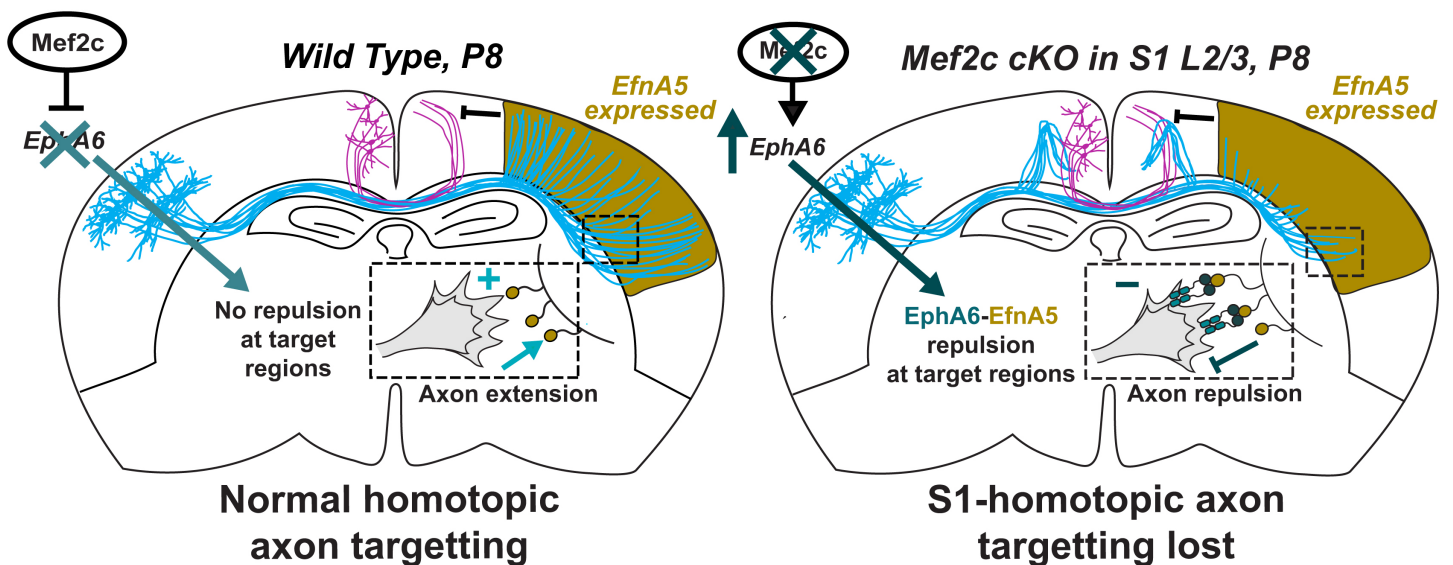 Mef2c
EphA6
Wild Type, P8
EfnA5
expressed
No repulsion
at target
regions
+
Axon extension
Normal homotopic
axon targetting
Mef2c
EphA6
Mef2c cKO in S1 L2/3, P8
EfnA5
expressed
EphA6-EfnA5
repulsion
at target regions
−
Axon repulsion
S1-homotopic axon
targetting lost